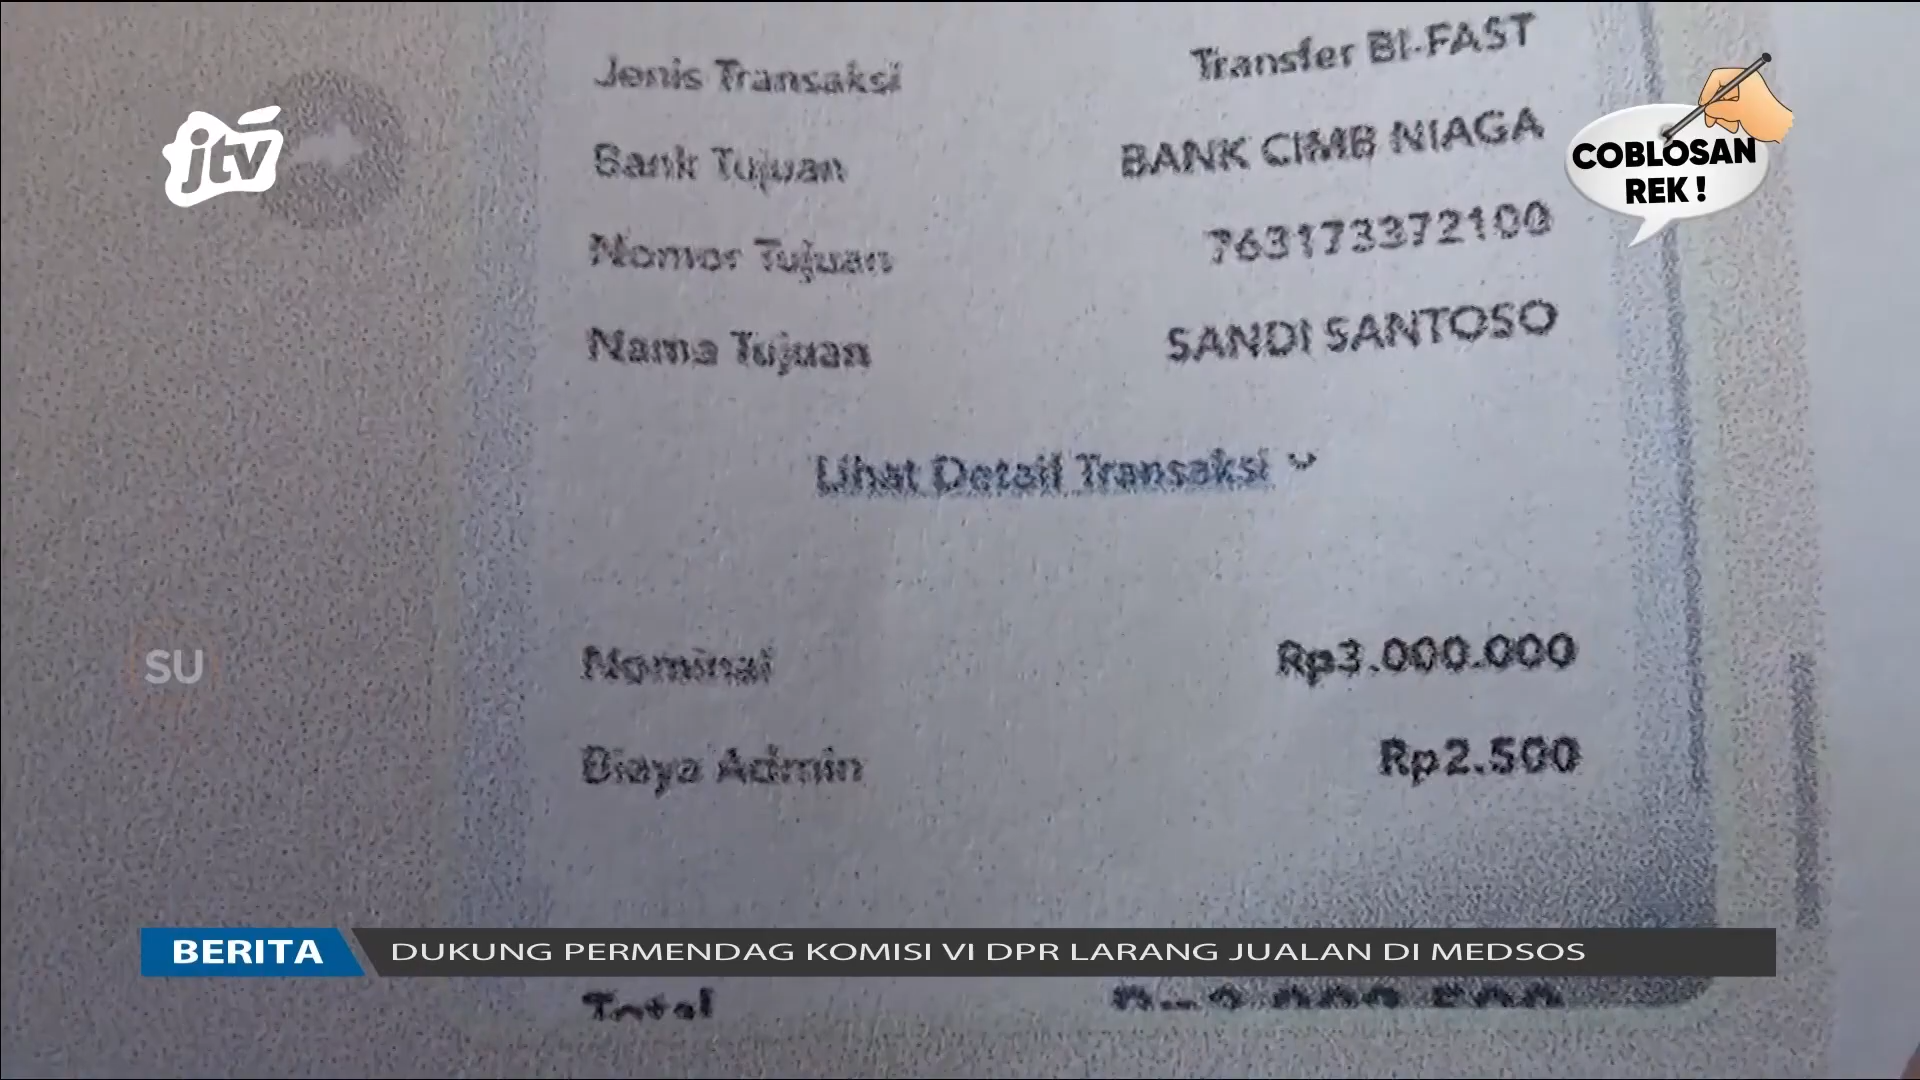 Jenis Transaksi Transfer BI-FAST
Bank Tujuan BANK CIMB NIAGA
Nomor Tujuan 763173372100
Nama Tujuan SANDI SANTOSO
Lihat Detail Transaksi
Nominal Rp3.000.000
Biaya Admin Rp2.500
Total
jtv
COBLOSAN
REK !
SU
BERITA DUKUNG PERMENDAG KOMISI VI DPR LARANG JUALAN DI MEDSOS